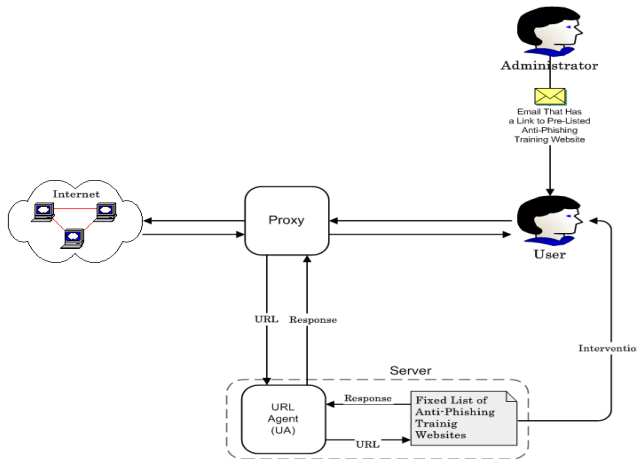 Administrator
Email That Has
a Link to Pre-Listed
Anti-Phishing
Training Website
Internet
Proxy
User
URL
Response
Interventio
Server
URL
Agent
(UA)
Response
URL
Fixed List of
Anti-Phishing
Trainig
Websites